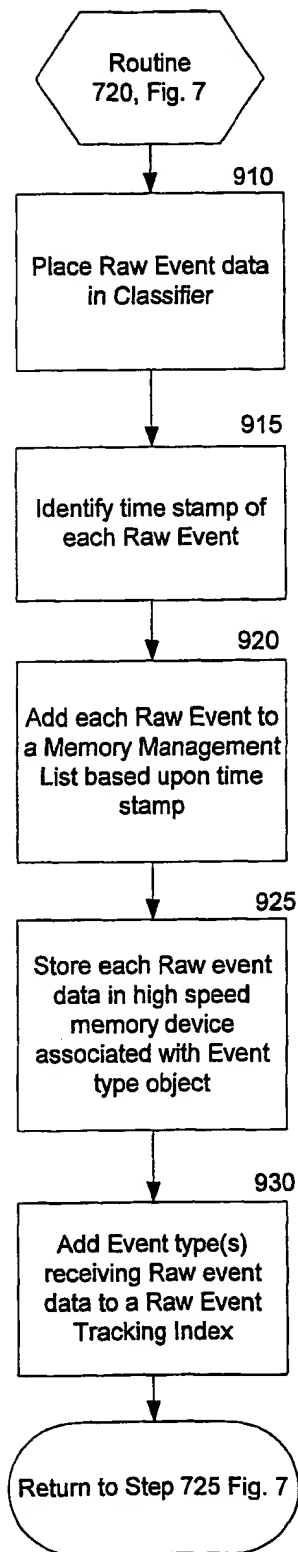 Routine
720, Fig. 7
910
Place Raw Event data
in Classifier
915
Identify time stamp of
each Raw Event
920
Add each Raw Event to
a Memory Management
List based upon time
stamp
925
Store each Raw event
data in high speed
memory device
associated with Event
type object
930
Add Event type(s)
receiving Raw event
data to a Raw Event
Tracking Index
Return to Step 725 Fig. 7